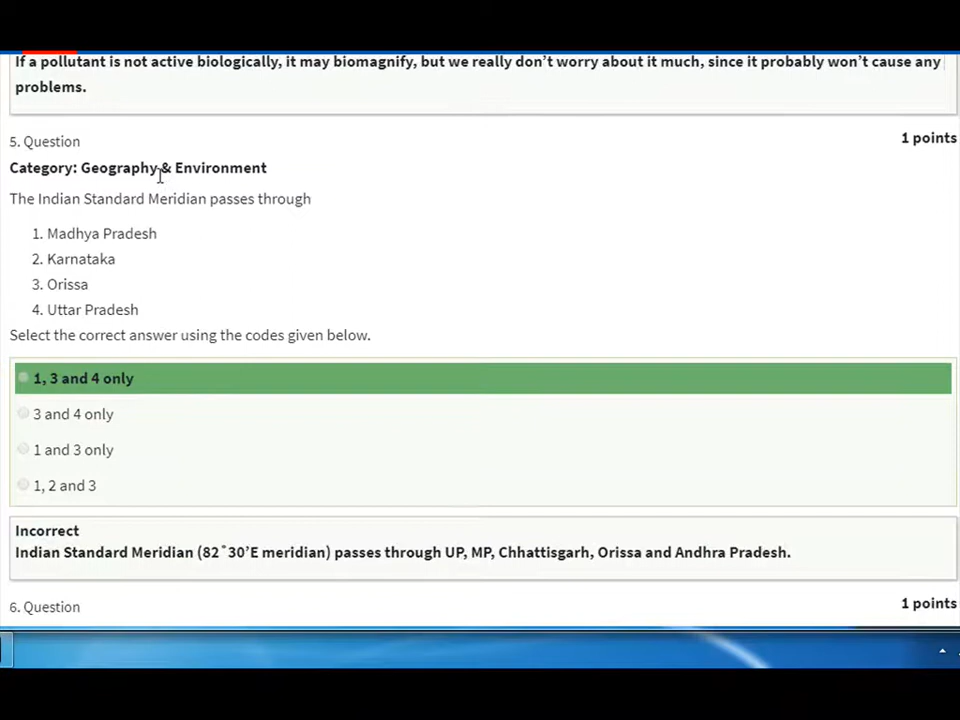 If a pollutant is not active biologically, it may biomagnify, but we really don’t worry about it much, since it probably won’t cause any
problems.
5. Question
1 points
Category: Geography & Environment
The Indian Standard Meridian passes through
1. Madhya Pradesh
2. Karnataka
3. Orissa
4. Uttar Pradesh
Select the correct answer using the codes given below.
1, 3 and 4 only
3 and 4 only
1 and 3 only
1, 2 and 3
Incorrect
Indian Standard Meridian (82˚30’E meridian) passes through UP, MP, Chhattisgarh, Orissa and Andhra Pradesh.
6. Question
1 points